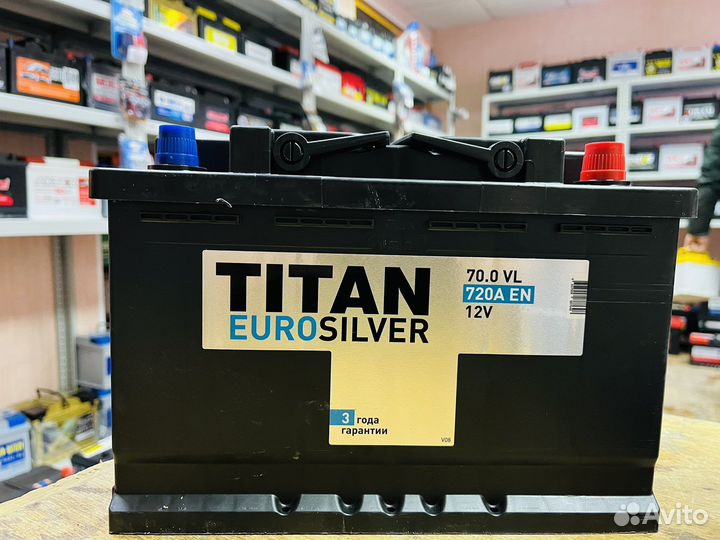 TITAN
EUROSILVER
70.0 VL
720A EN
12V
3 года
гарантии
V08
Avito